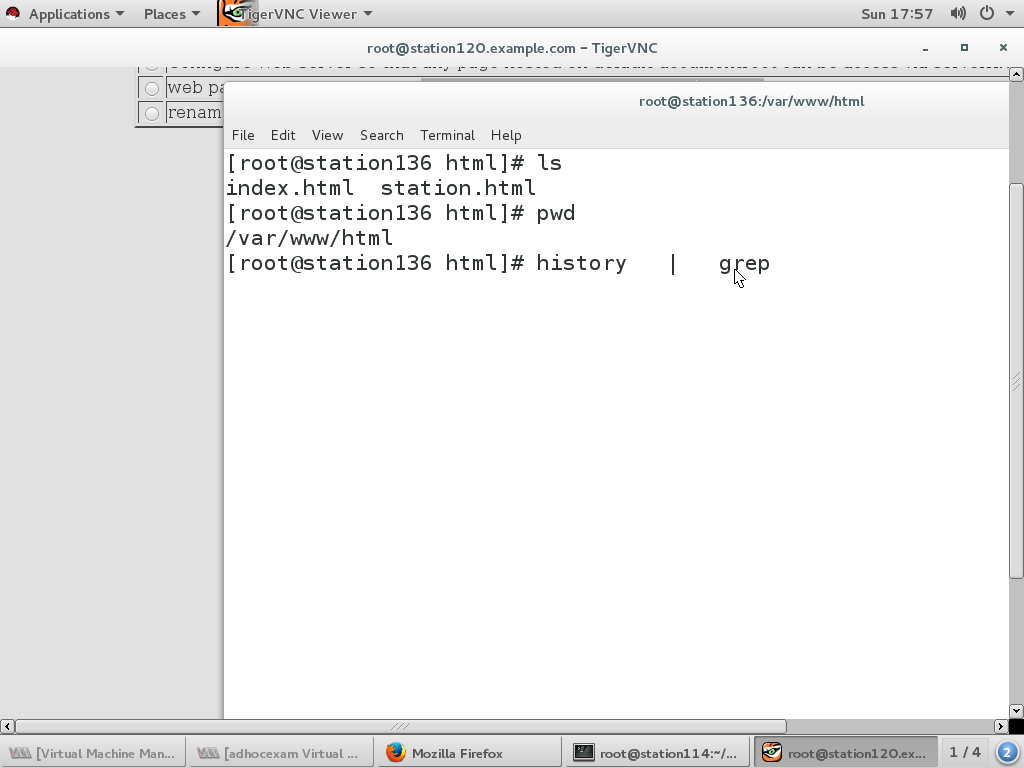 Applications Places TigerVNC Viewer Sun 17:57
root@station120.example.com – TigerVNC
web pa
renam
root@station136:/var/www/html
File Edit View Search Terminal Help
[root@station136 html]# ls
index.html  station.html
[root@station136 html]# pwd
/var/www/html
[root@station136 html]# history   |   grep
[Virtual Machine Man... [adhocexam Virtual ... Mozilla Firefox root@station114:~/... root@station120.ex... 1 / 4 2